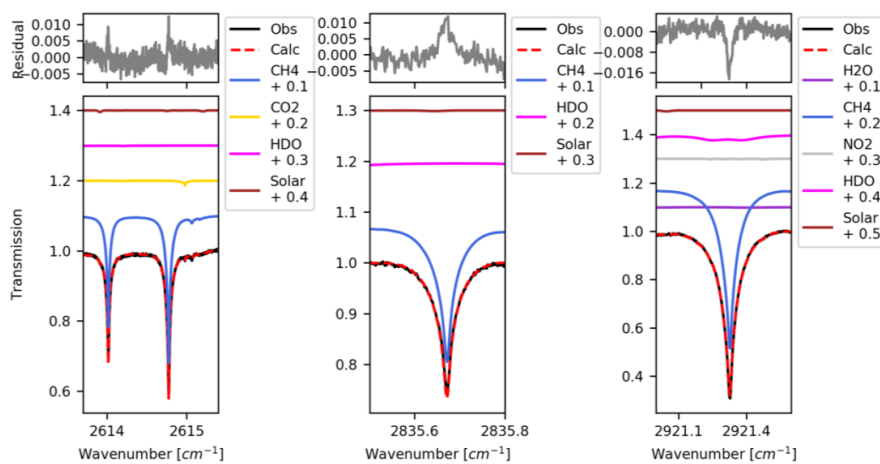 Residual
0.010
0.005
0.000
−0.005
Obs
Calc
CH4
+ 0.1
CO2
+ 0.2
HDO
+ 0.3
Solar
+ 0.4
Transmission
1.4
1.2
1.0
0.8
0.6
2614
2615
Wavenumber [cm⁻¹]
0.010
0.005
0.000
−0.005
Obs
Calc
CH4
+ 0.1
HDO
+ 0.2
Solar
+ 0.3
1.3
1.2
1.1
1.0
0.9
0.8
2835.6
2835.8
Wavenumber [cm⁻¹]
0.000
−0.008
−0.016
Obs
Calc
H2O
+ 0.1
CH4
+ 0.2
NO2
+ 0.3
HDO
+ 0.4
Solar
+ 0.5
1.4
1.2
1.0
0.8
0.6
0.4
2921.1
2921.4
Wavenumber [cm⁻¹]